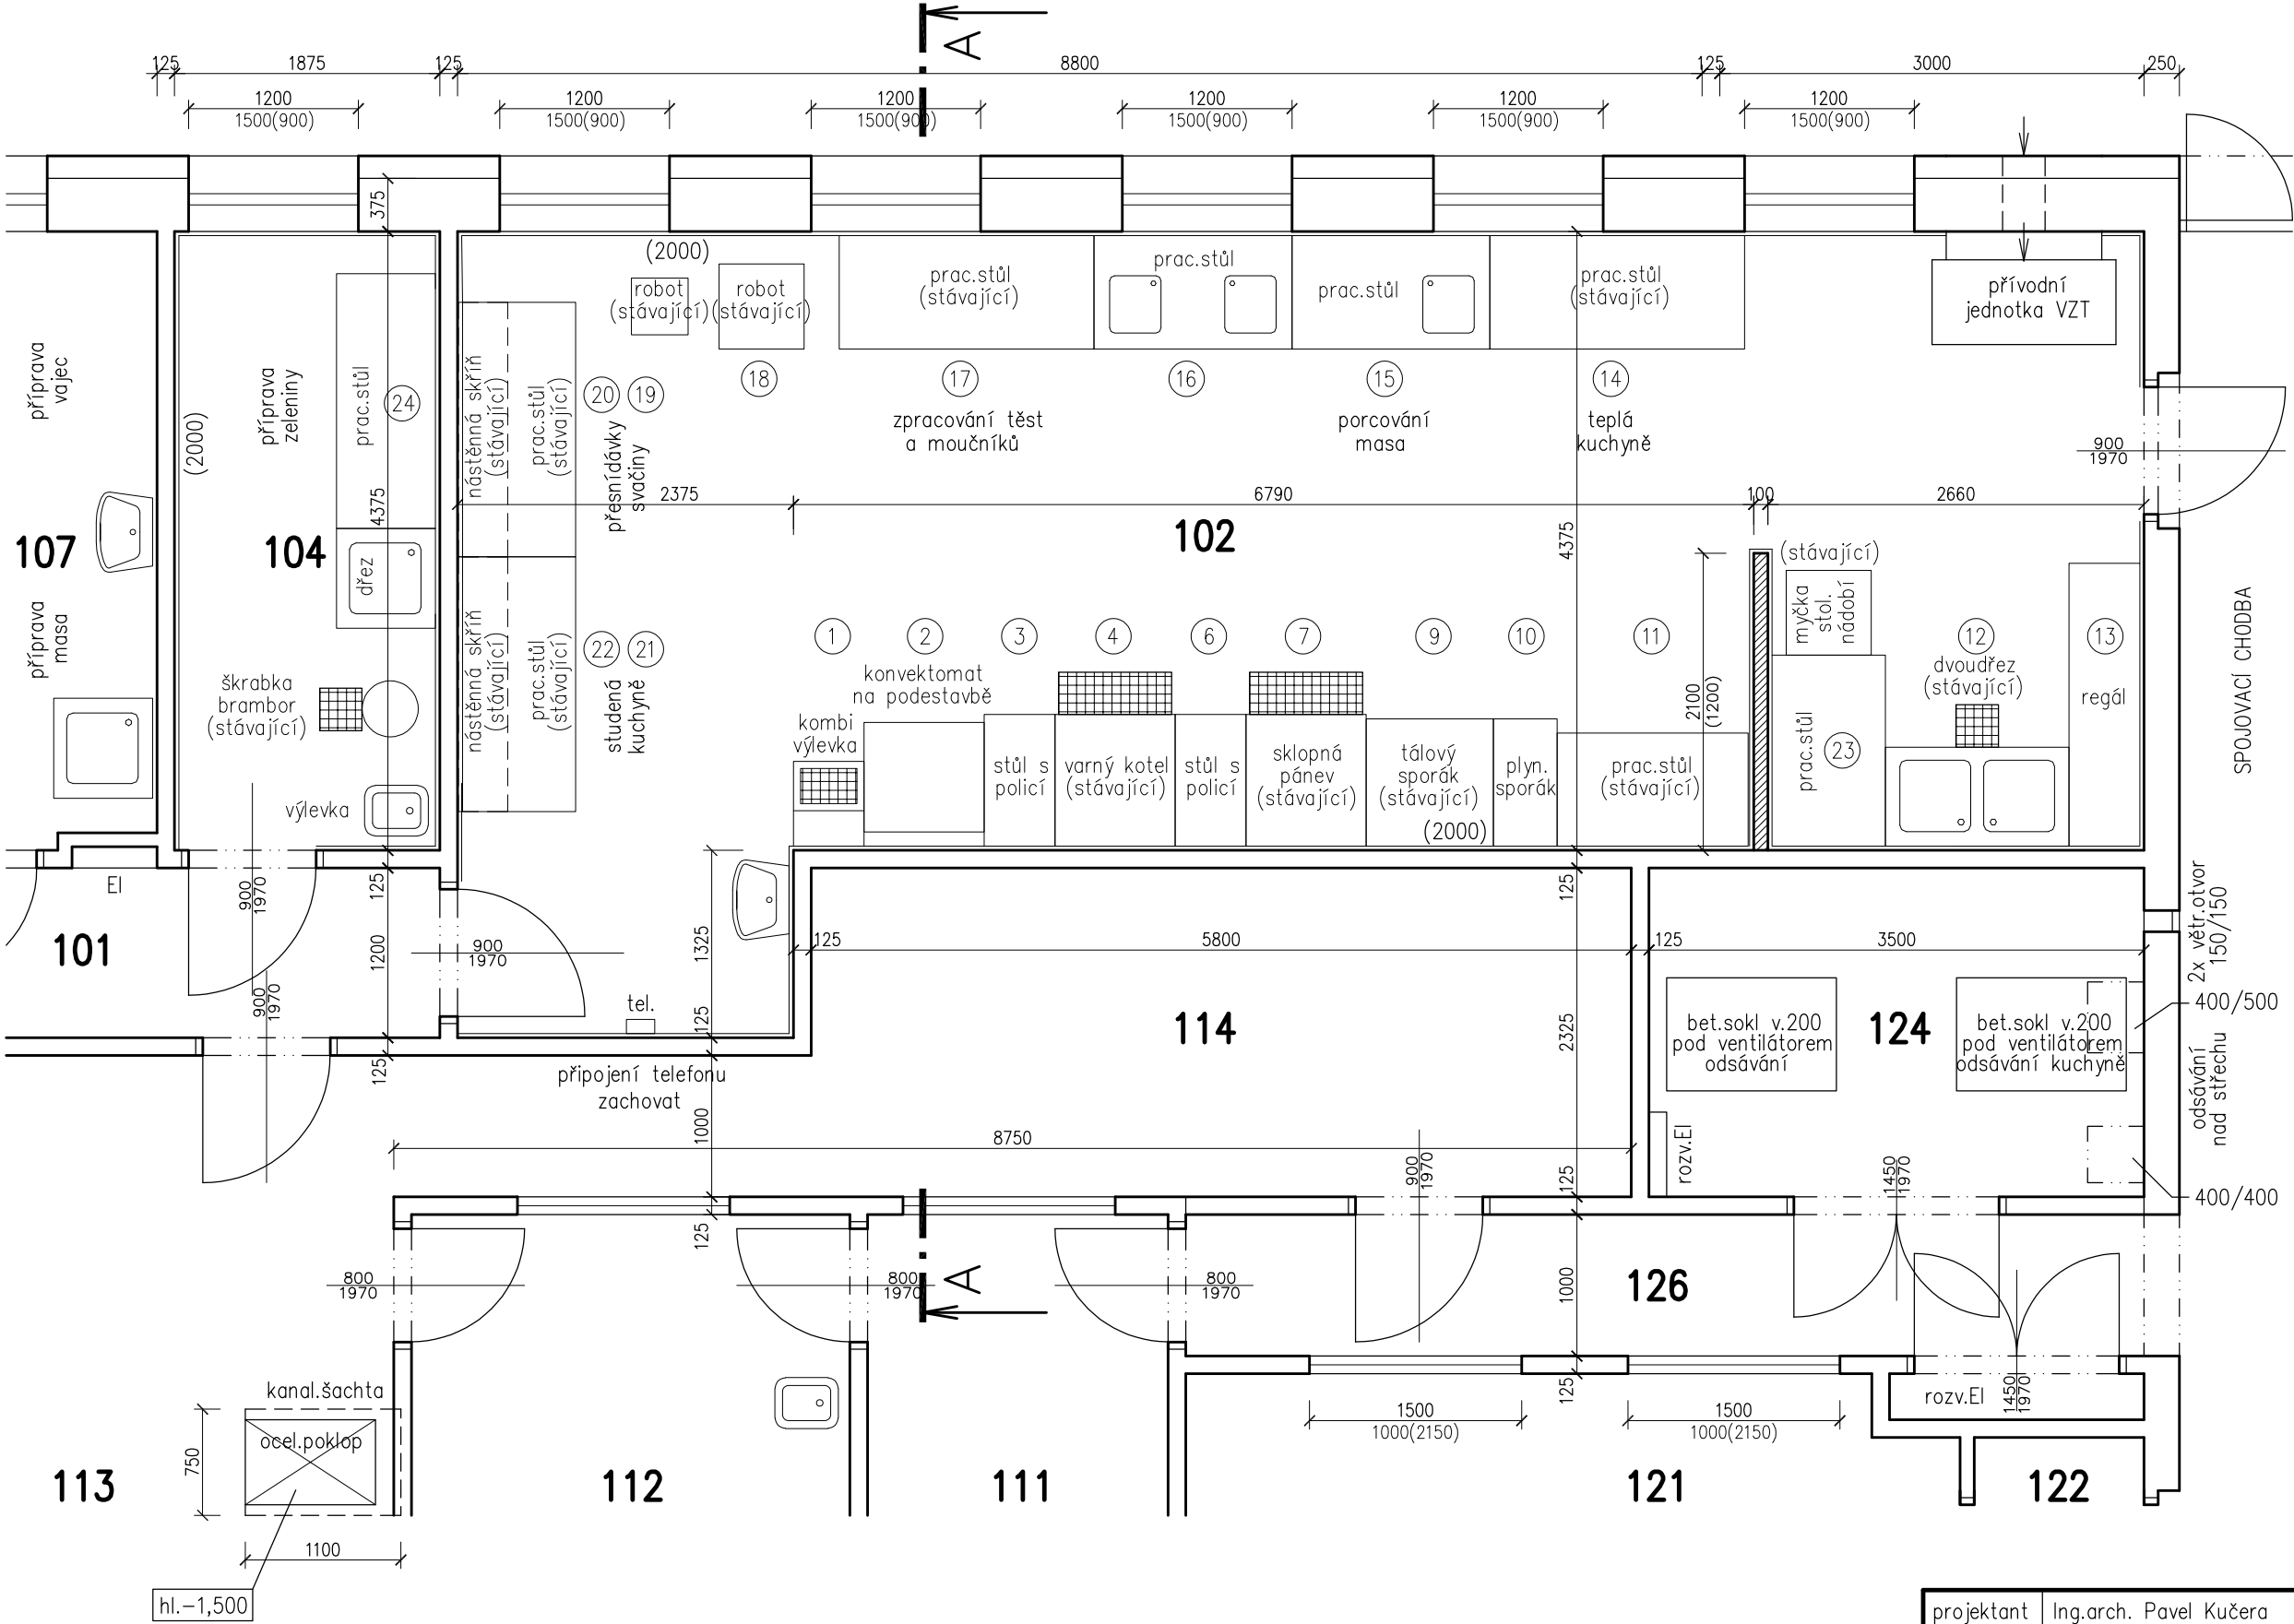 A
125
1875
125
8800
125
3000
250
1200
1500(900)
1200
1500(900)
1200
1500(900)
1200
1500(900)
1200
1500(900)
1200
1500(900)
375
(2000)
robot
(stávající)
robot
(stávající)
prac.stůl
(stávající)
prac.stůl
prac.stůl
prac.stůl
(stávající)
přívodní
jednotka VZT
příprava
vajec
(2000)
příprava
zeleniny
prac.stůl
24
4375
nástěnná skříň
(stávající)
prac.stůl
(stávající)
20
19
přesnídávky
svačiny
18
17
zpracování těst
a moučníků
16
15
porcování
masa
14
teplá
kuchyně
900
1970
2375
6790
100
2660
107
104
102
4375
dřez
příprava
masa
škrabka
brambor
(stávající)
výlevka
nástěnná skříň
(stávající)
prac.stůl
(stávající)
22
21
studená
kuchyně
1
2
3
4
6
7
9
10
11
konvektomat
na podestavbě
kombi
výlevka
stůl s
policí
varný kotel
(stávající)
stůl s
policí
sklopná
pánev
(stávající)
tálový
sporák
(stávající)
(2000)
plyn.
sporák
prac.stůl
(stávající)
2100
(1200)
(stávající)
myčka
stol.
nádobí
prac.stůl
23
12
dvoudřez
(stávající)
13
regál
SPOJOVACÍ CHODBA
El
101
900
1970
900
1970
125
1200
125
900
1970
tel.
1325
125
125
5800
125
125
3500
2x větr.otvor
150/150
400/500
114
2325
124
bet.sokl v.200
pod ventilátorem
odsávání
bet.sokl v.200
pod ventilátorem
odsávání kuchyně
odsávání
nad střechu
400/400
připojení telefonu
zachovat
1000
8750
900
1970
125
rozv.El
1450
1970
125
800
1970
800
1970
A
800
1970
1000
126
125
rozv.El
1450
1970
1500
1000(2150)
1500
1000(2150)
kanal.šachta
ocel.poklop
750
1100
hl.-1,500
113
112
111
121
122
projektant
Ing.arch. Pavel Kučera